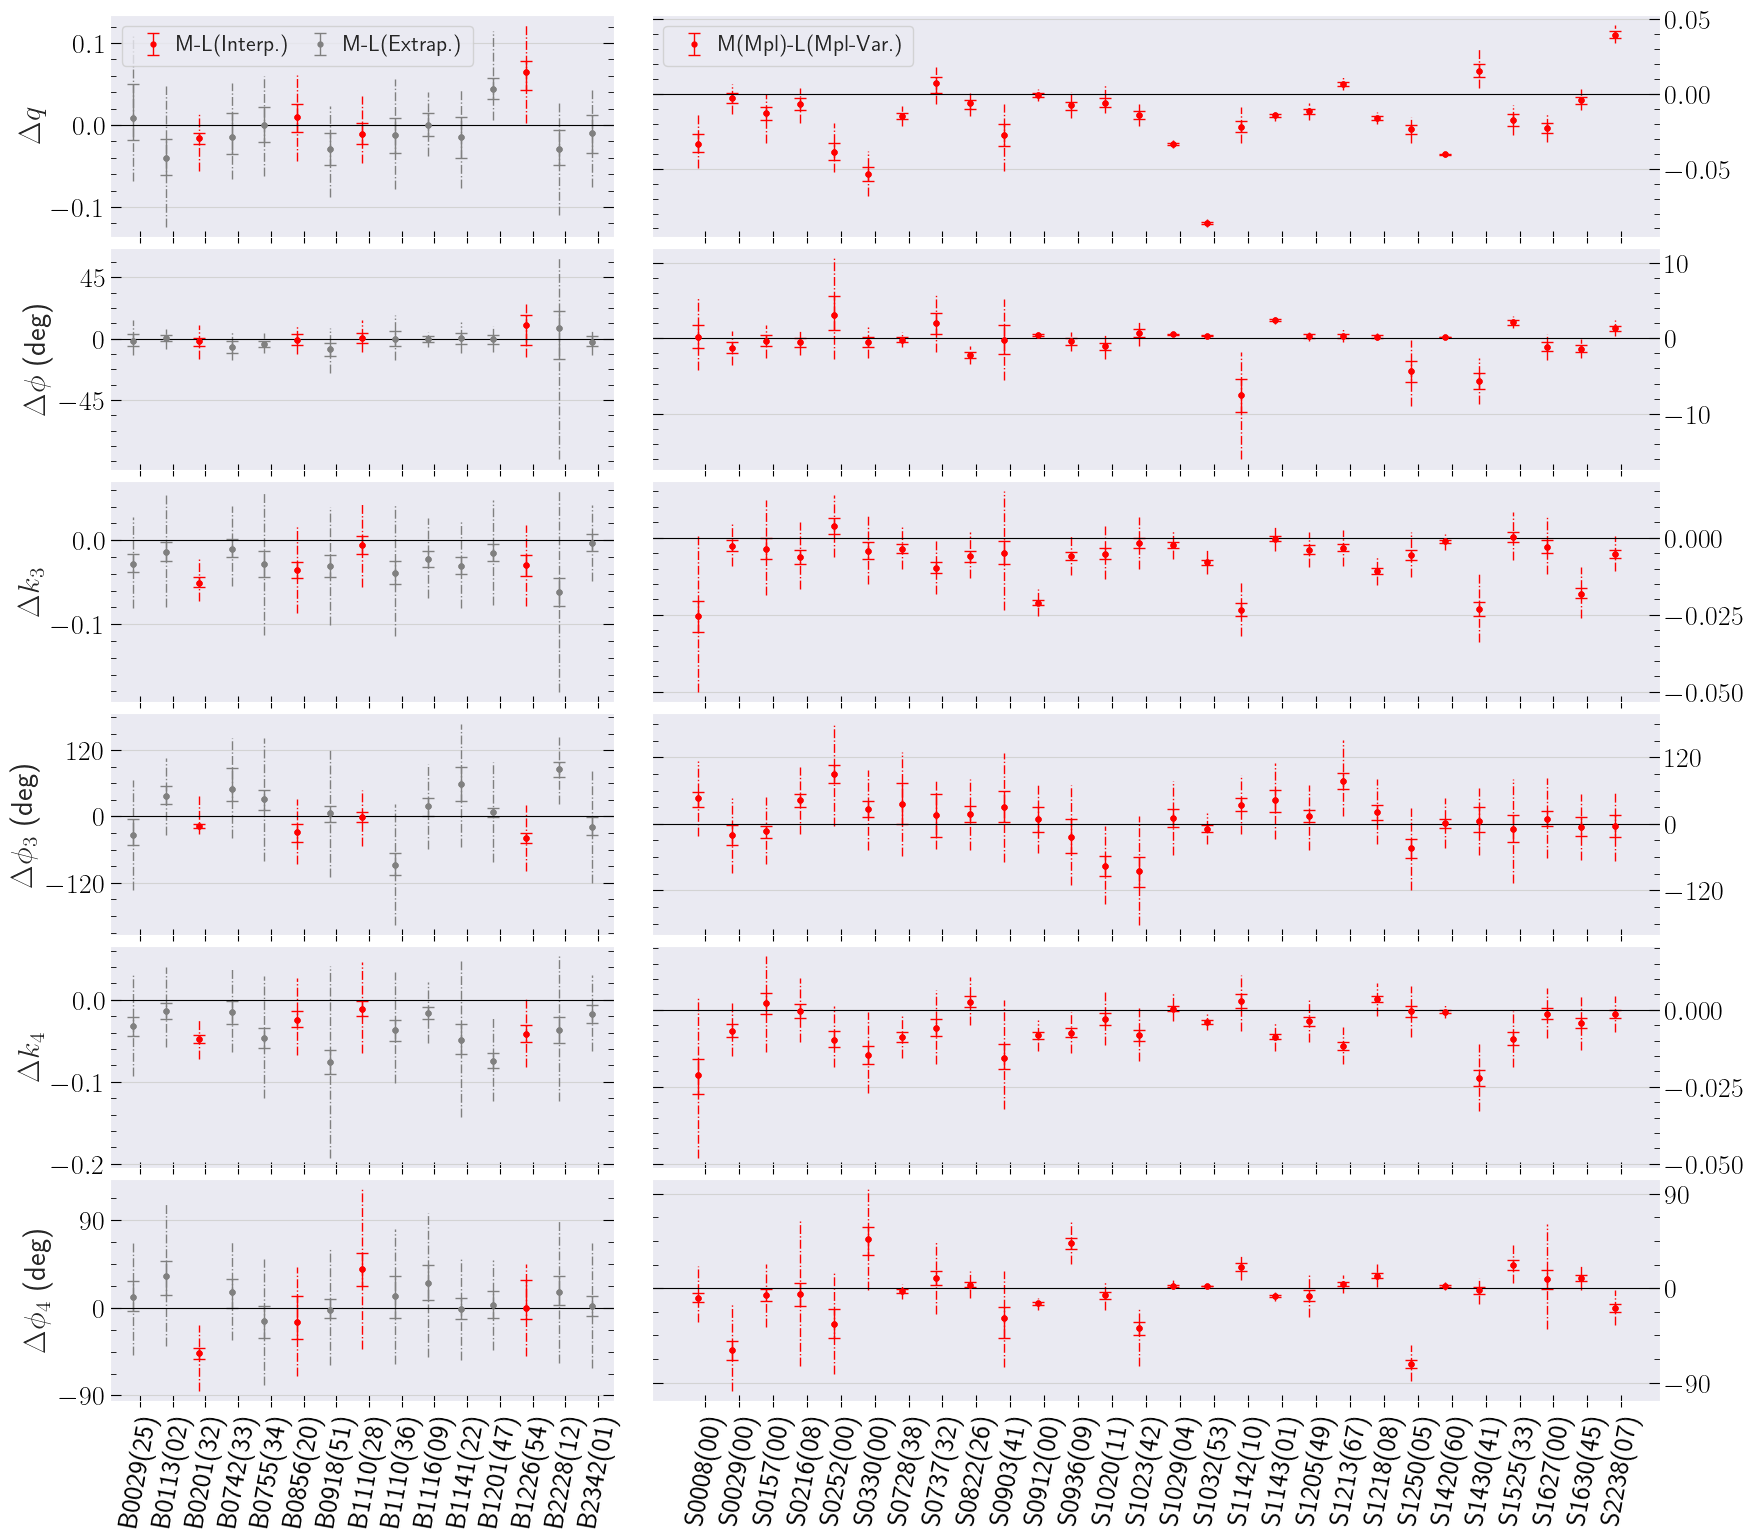 M-L(Interp.) M-L(Extrap.)
M(Mpl)-L(Mpl-Var.)
Δq
0.1
0.0
−0.1
0.05
0.00
−0.05
Δϕ (deg)
45
0
−45
10
0
−10
Δk₃
0.0
−0.1
0.000
−0.025
−0.050
Δϕ₃ (deg)
120
0
−120
120
0
−120
Δk₄
0.0
−0.1
−0.2
0.000
−0.025
−0.050
Δϕ₄ (deg)
90
0
−90
90
0
−90
B0029(25)
B0113(02)
B0201(32)
B0742(33)
B0755(34)
B0856(20)
B0918(51)
B1110(28)
B1110(36)
B1116(09)
B1141(22)
B1201(47)
B1226(54)
B2228(12)
B2342(01)
S0008(00)
S0029(00)
S0157(00)
S0216(08)
S0252(00)
S0330(00)
S0728(38)
S0737(32)
S0822(26)
S0903(41)
S0912(00)
S0936(09)
S1020(11)
S1023(42)
S1029(04)
S1032(53)
S1142(10)
S1143(01)
S1205(49)
S1213(67)
S1218(08)
S1250(05)
S1420(60)
S1430(41)
S1525(33)
S1627(00)
S1630(45)
S2238(07)